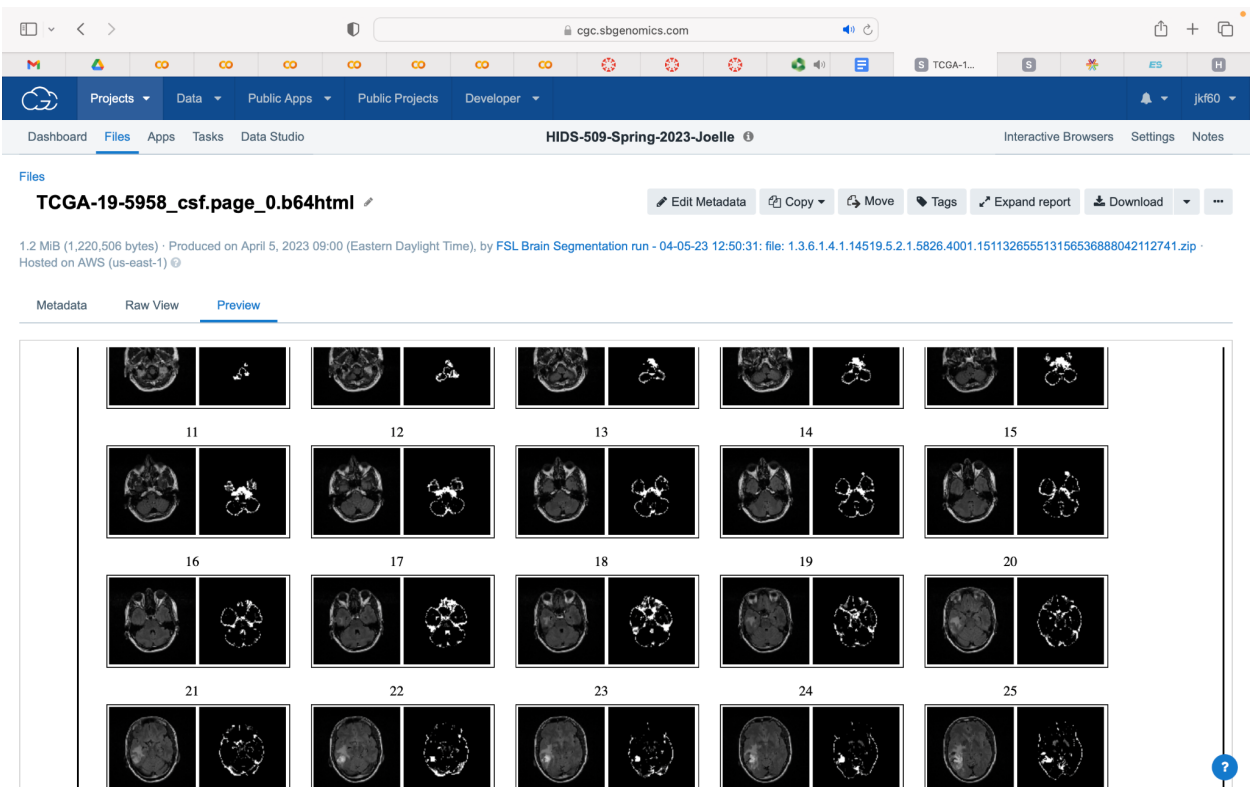 cgc.sbgenomics.com
S TCGA-1... S ES H
Projects Data Public Apps Public Projects Developer jkf60
Dashboard Files Apps Tasks Data Studio HIDS-509-Spring-2023-Joelle Interactive Browsers Settings Notes
Files
TCGA-19-5958_csf.page_0.b64html Edit Metadata Copy Move Tags Expand report Download
1.2 MiB (1,220,506 bytes) · Produced on April 5, 2023 09:00 (Eastern Daylight Time), by FSL Brain Segmentation run - 04-05-23 12:50:31: file: 1.3.6.1.4.1.14519.5.2.1.5826.4001.151132655513156536888042112741.zip ·
Hosted on AWS (us-east-1)
Metadata Raw View Preview
11 12 13 14 15
16 17 18 19 20
21 22 23 24 25